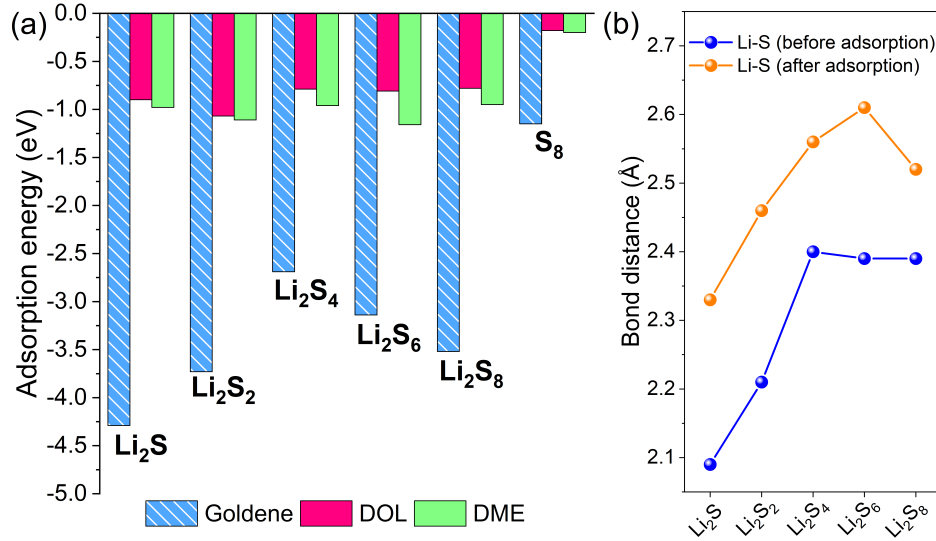 (a)
Adsorption energy (eV)
0.0
-0.5
-1.0
-1.5
-2.0
-2.5
-3.0
-3.5
-4.0
-4.5
-5.0
Li₂S
Li₂S₂
Li₂S₄
Li₂S₆
Li₂S₈
S₈
Goldene
DOL
DME
(b)
Li-S (before adsorption)
Li-S (after adsorption)
Bond distance (Å)
2.7
2.6
2.5
2.4
2.3
2.2
2.1
Li₂S
Li₂S₂
Li₂S₄
Li₂S₆
Li₂S₈